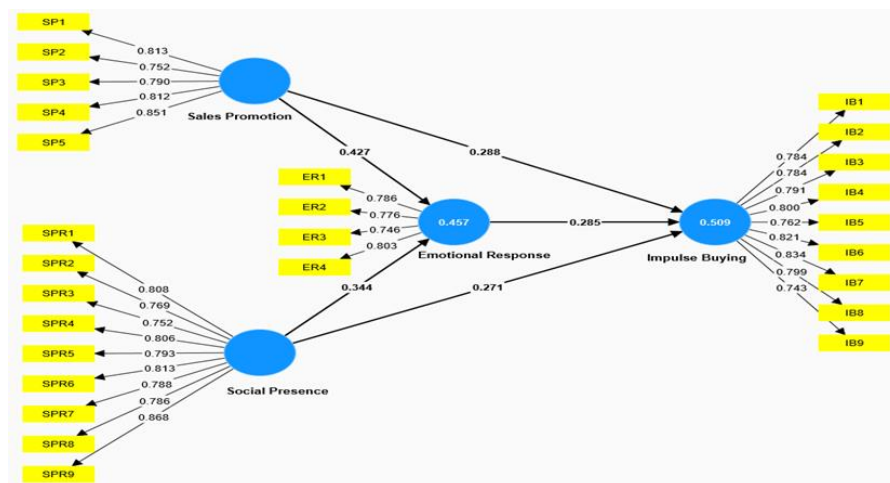 SP1
0.813
SP2
0.752
SP3
0.790
SP4
0.812
SP5
0.851
Sales Promotion
0.427
0.288
ER1
0.786
ER2
0.776
ER3
0.746
ER4
0.803
0.457
Emotional Response
0.285
0.344
0.271
SPR1
0.808
SPR2
0.769
SPR3
0.752
SPR4
0.806
SPR5
0.793
SPR6
0.813
SPR7
0.788
SPR8
0.786
SPR9
0.868
Social Presence
0.509
Impulse Buying
IB1
0.784
IB2
0.784
IB3
0.791
IB4
0.800
IB5
0.762
IB6
0.821
IB7
0.834
IB8
0.799
IB9
0.743